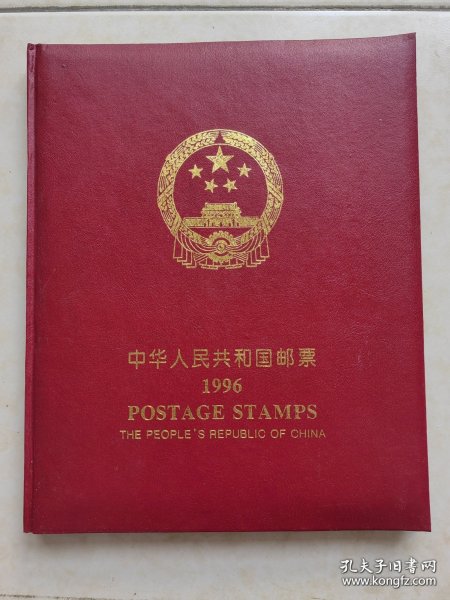 中华人民共和国邮票
1996
POSTAGE STAMPS
THE PEOPLE'S REPUBLIC OF CHINA
孔夫子旧书网
www.kongfz.com